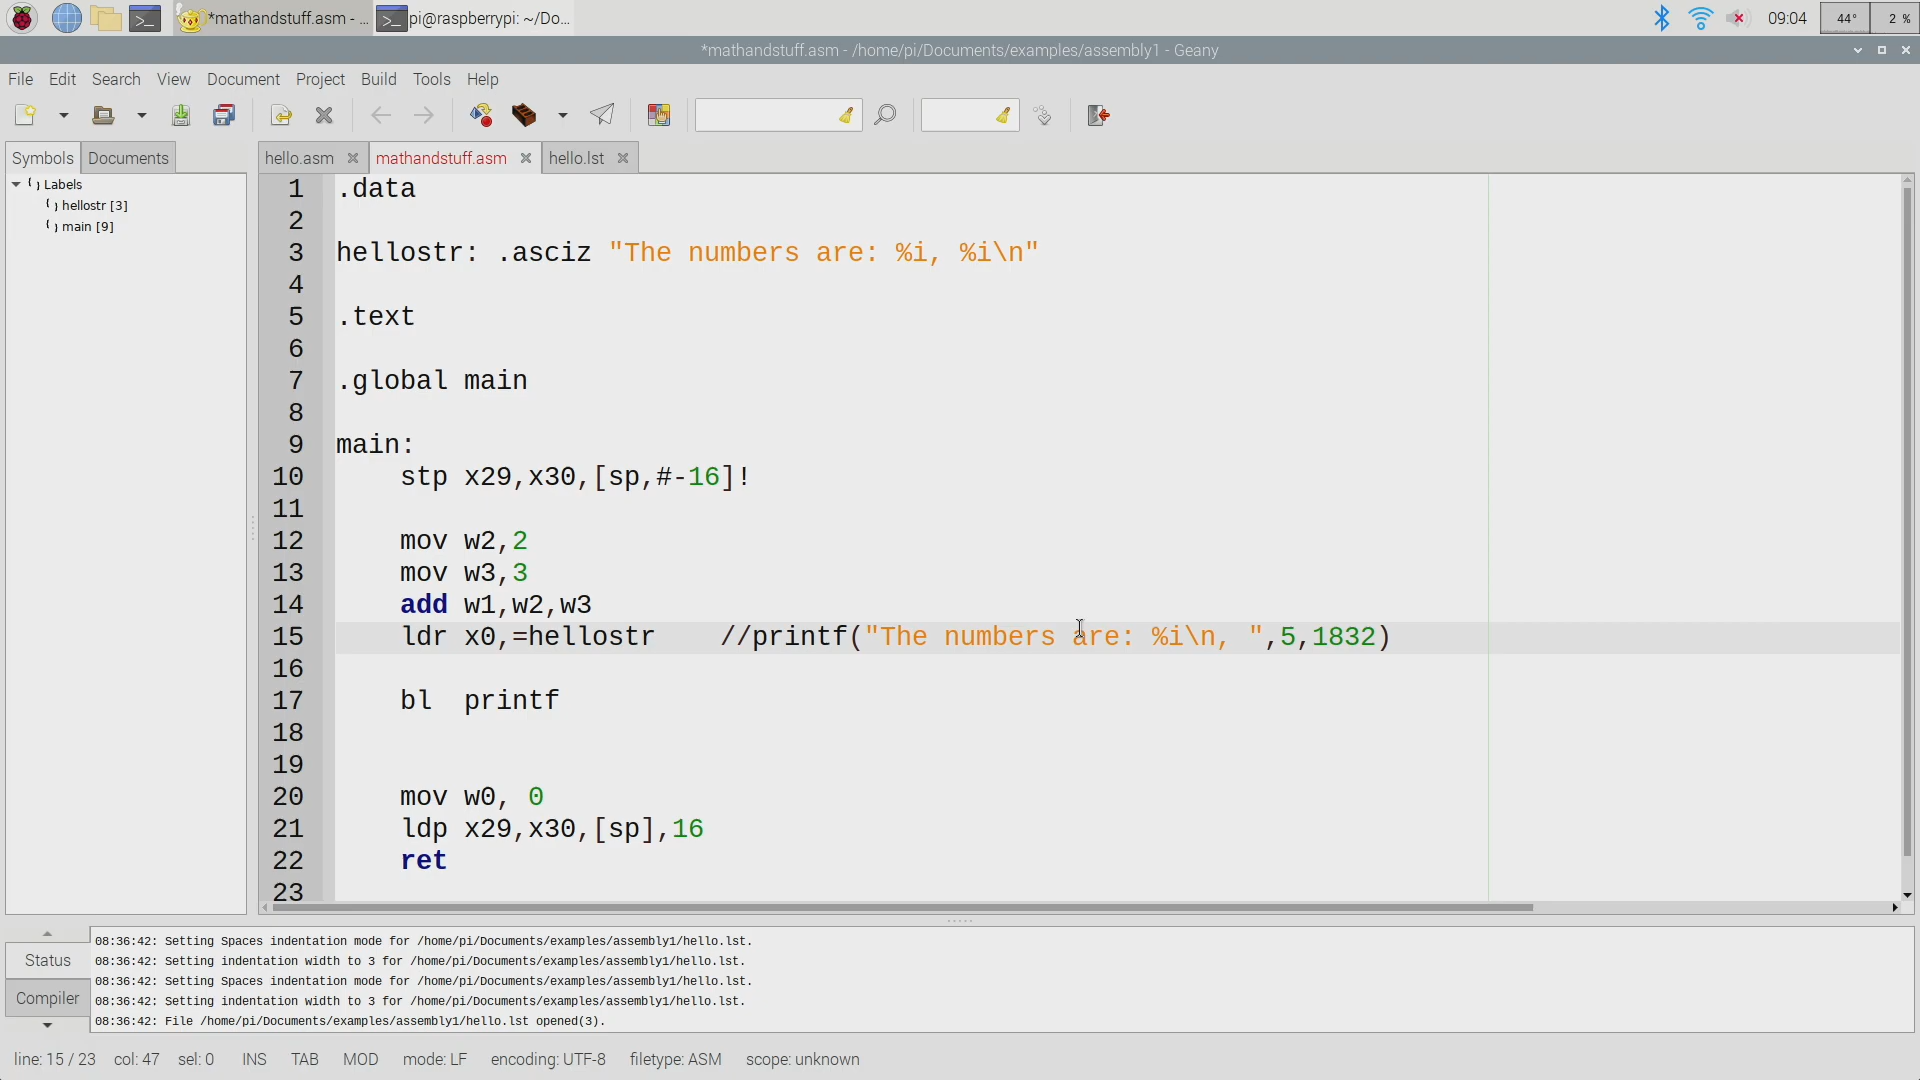 *mathandstuff.asm - ...
pi@raspberrypi: ~/Do...
09:04
44°
2 %
*mathandstuff.asm - /home/pi/Documents/examples/assembly1 - Geany
File Edit Search View Document Project Build Tools Help
Symbols Documents
hello.asm mathandstuff.asm hello.lst
Labels
hellostr [3]
main [9]
1 .data
2
3 hellostr: .asciz "The numbers are: %i, %i\n"
4
5 .text
6
7 .global main
8
9 main:
10 stp x29,x30,[sp,#-16]!
11
12 mov w2,2
13 mov w3,3
14 add w1,w2,w3
15 ldr x0,=hellostr //printf("The numbers are: %i\n, ",5,1832)
16
17 bl printf
18
19
20 mov w0, 0
21 ldp x29,x30,[sp],16
22 ret
23
Status
Compiler
08:36:42: Setting Spaces indentation mode for /home/pi/Documents/examples/assembly1/hello.lst.
08:36:42: Setting indentation width to 3 for /home/pi/Documents/examples/assembly1/hello.lst.
08:36:42: Setting Spaces indentation mode for /home/pi/Documents/examples/assembly1/hello.lst.
08:36:42: Setting indentation width to 3 for /home/pi/Documents/examples/assembly1/hello.lst.
08:36:42: File /home/pi/Documents/examples/assembly1/hello.lst opened(3).
line: 15 / 23 col: 47 sel: 0 INS TAB MOD mode: LF encoding: UTF-8 filetype: ASM scope: unknown